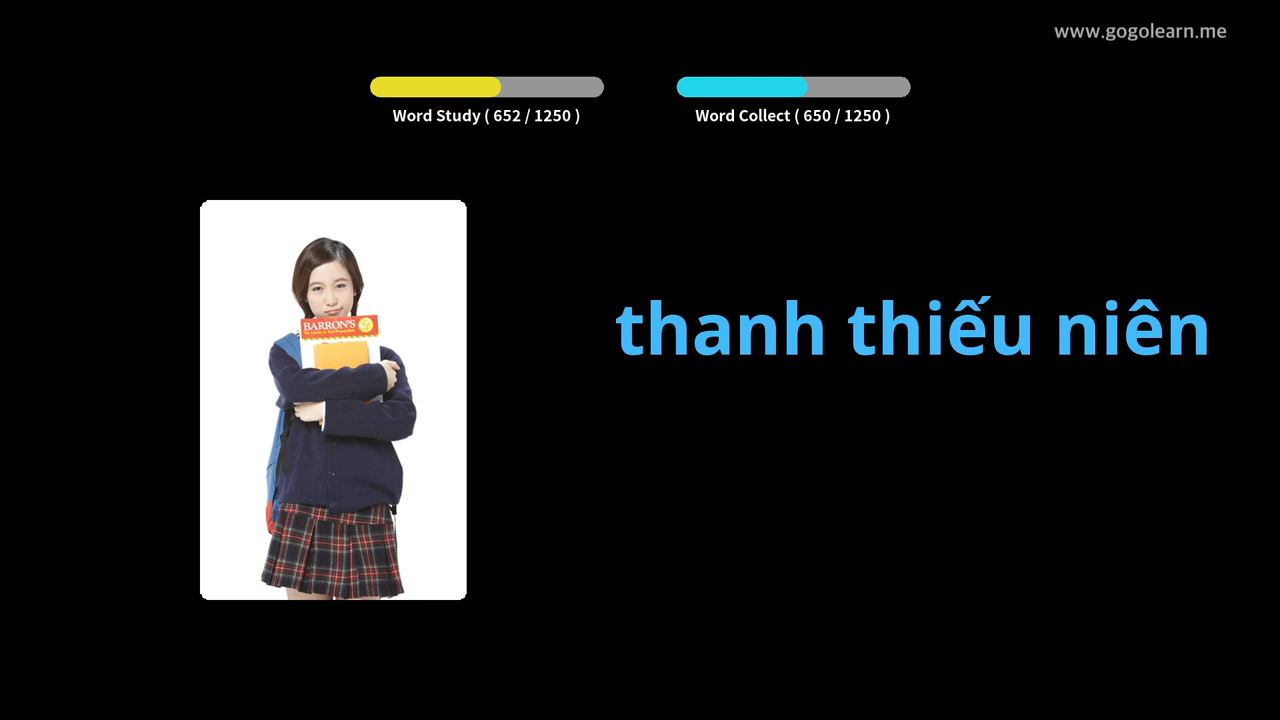 www.gogolearn.me
Word Study ( 652 / 1250 )
Word Collect ( 650 / 1250 )
BARRON'S
thanh thiếu niên